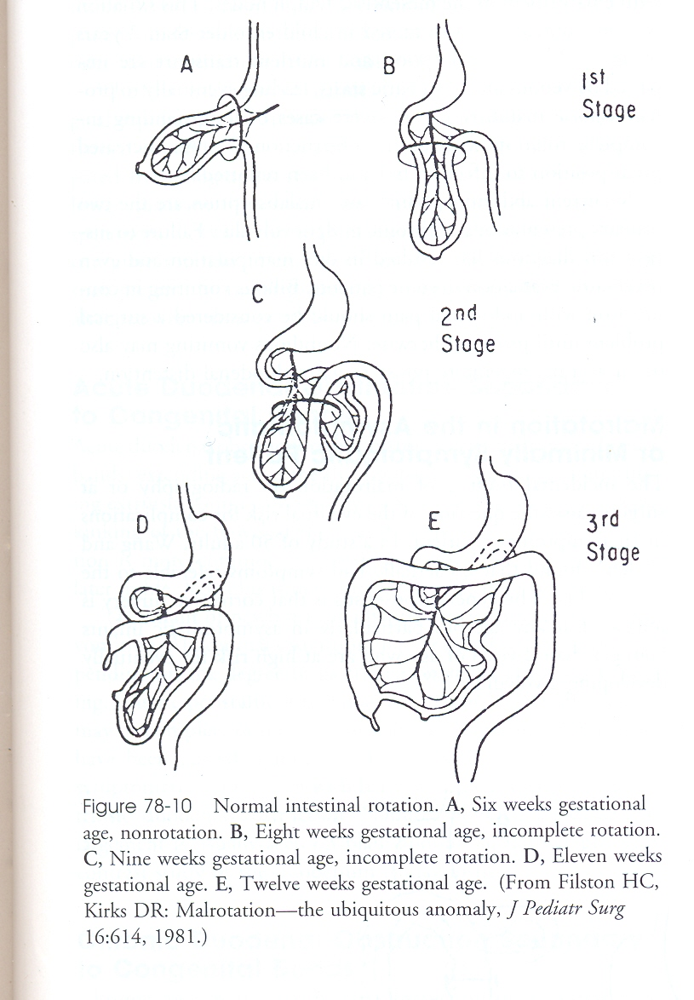 A
B
1st
Stage
C
2nd
Stage
D
E
3rd
Stage
Figure 78-10 Normal intestinal rotation. A, Six weeks gestational
age, nonrotation. B, Eight weeks gestational age, incomplete rotation.
C, Nine weeks gestational age, incomplete rotation. D, Eleven weeks
gestational age. E, Twelve weeks gestational age. (From Filston HC,
Kirks DR: Malrotation—the ubiquitous anomaly, J Pediatr Surg
16:614, 1981.)